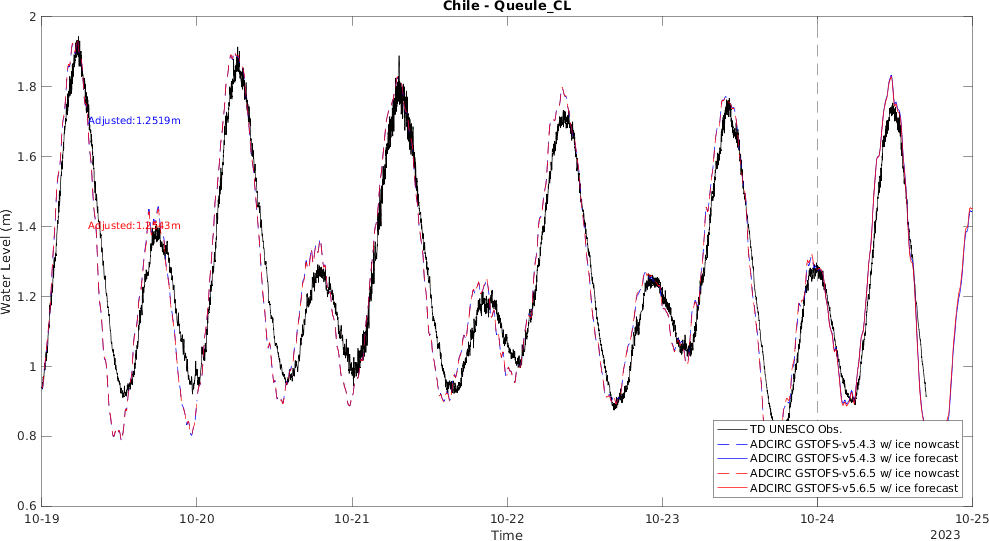 Chile - Queule_CL
2
1.8
1.6
1.4
1.2
1
0.8
0.6
Water Level (m)
Adjusted:1.2519m
TD UNESCO Obs.
ADCIRC GSTOFS-v5.4.3 w/ ice nowcast
ADCIRC GSTOFS-v5.4.3 w/ ice forecast
ADCIRC GSTOFS-v5.6.5 w/ ice nowcast
ADCIRC GSTOFS-v5.6.5 w/ ice forecast
10-19 10-20 10-21 10-22 10-23 10-24 10-25
Time
2023